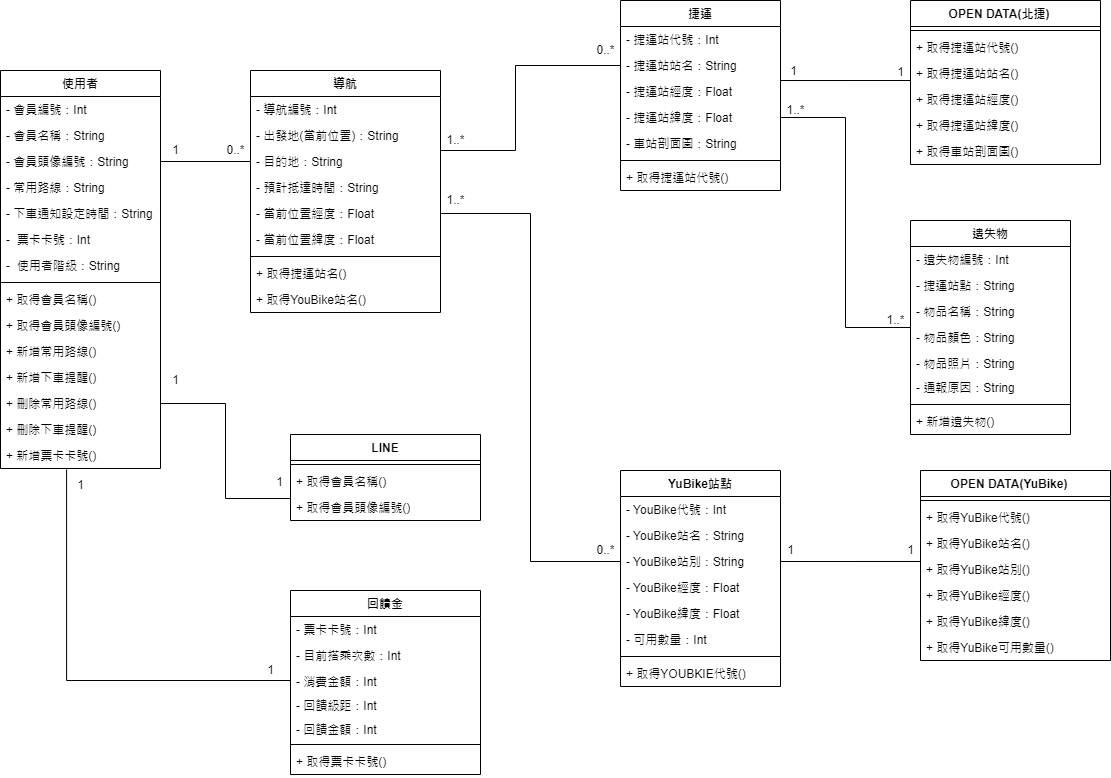 使用者
- 會員編號：Int
- 會員名稱：String
- 會員頭像編號：String
- 常用路線：String
- 下車通知設定時間：String
- 票卡卡號：Int
- 使用者階級：String
+ 取得會員名稱()
+ 取得會員頭像編號()
+ 新增常用路線()
+ 新增下車提醒()
+ 刪除常用路線()
+ 刪除下車提醒()
+ 新增票卡卡號()
1
0..*
1
1
1
1
導航
- 導航編號：Int
- 出發地(當前位置)：String
- 目的地：String
- 預計抵達時間：String
- 當前位置經度：Float
- 當前位置緯度：Float
+ 取得捷運站名()
+ 取得YouBike站名()
1..*
0..*
1..*
0..*
LINE
+ 取得會員名稱()
+ 取得會員頭像編號()
回饋金
- 票卡卡號：Int
- 目前搭乘次數：Int
- 消費金額：Int
- 回饋級距：Int
- 回饋金額：Int
+ 取得票卡卡號()
捷運
- 捷運站代號：Int
- 捷運站站名：String
- 捷運站經度：Float
- 捷運站緯度：Float
- 車站剖面圖：String
+ 取得捷運站代號()
1
1
1..*
1..*
OPEN DATA(北捷)
+ 取得捷運站代號()
+ 取得捷運站站名()
+ 取得捷運站經度()
+ 取得捷運站緯度()
+ 取得車站剖面圖()
遺失物
- 遺失物編號：Int
- 捷運站點：String
- 物品名稱：String
- 物品顏色：String
- 物品照片：String
- 通報原因：String
+ 新增遺失物()
YuBike站點
- YouBike代號：Int
- YouBike站名：String
- YouBike站別：String
- YouBike經度：Float
- YouBike緯度：Float
- 可用數量：Int
+ 取得YOUBKIE代號()
1
1
OPEN DATA(YuBike)
+ 取得YuBike代號()
+ 取得YuBike站名()
+ 取得YuBike站別()
+ 取得YuBike經度()
+ 取得YuBike緯度()
+ 取得YuBike可用數量()